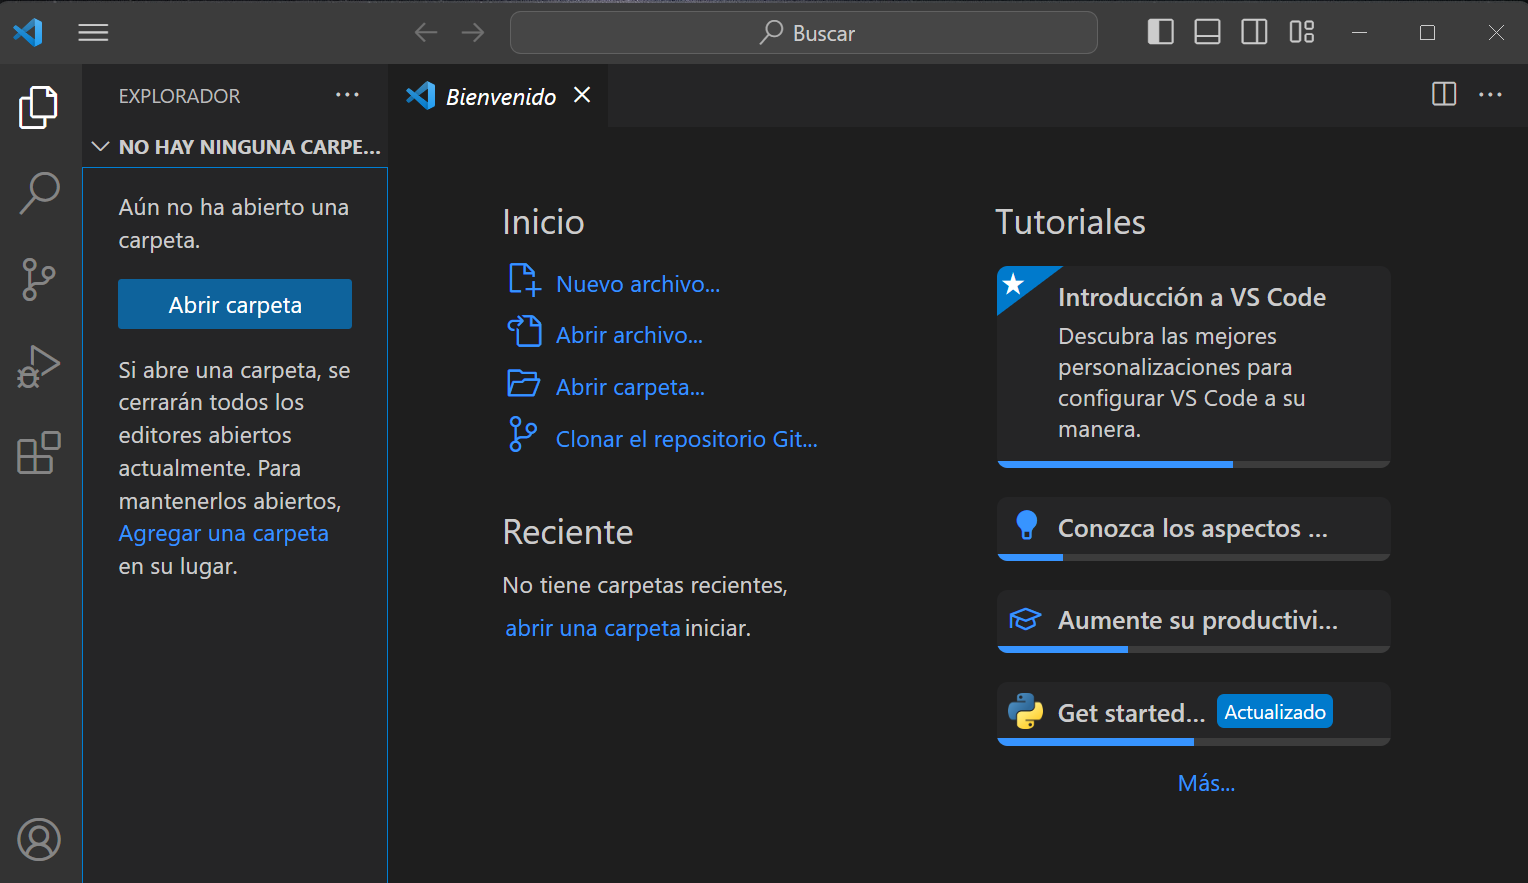 Buscar
EXPLORADOR
NO HAY NINGUNA CARPE...
Aún no ha abierto una
carpeta.
Abrir carpeta
Si abre una carpeta, se
cerrarán todos los
editores abiertos
actualmente. Para
mantenerlos abiertos,
Agregar una carpeta
en su lugar.
Bienvenido
Inicio
Nuevo archivo...
Abrir archivo...
Abrir carpeta...
Clonar el repositorio Git...
Reciente
No tiene carpetas recientes,
abrir una carpeta iniciar.
Tutoriales
Introducción a VS Code
Descubra las mejores
personalizaciones para
configurar VS Code a su
manera.
Conozca los aspectos ...
Aumente su productivi...
Get started... Actualizado
Más...